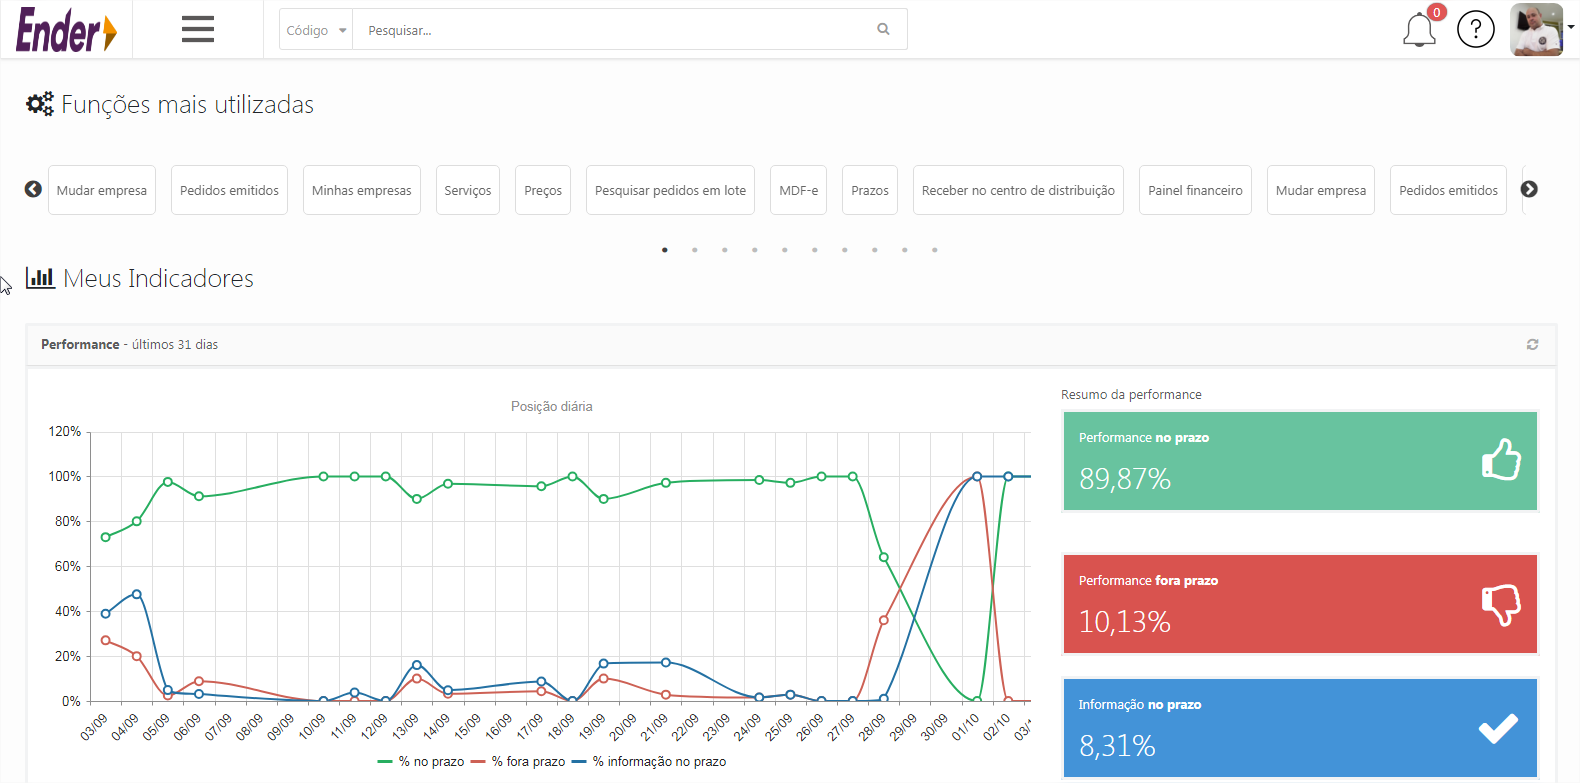 Ender
Código
Pesquisar...
0
?
Funções mais utilizadas
Mudar empresa
Pedidos emitidos
Minhas empresas
Serviços
Preços
Pesquisar pedidos em lote
MDF-e
Prazos
Receber no centro de distribuição
Painel financeiro
Mudar empresa
Pedidos emitidos
Meus Indicadores
Performance - últimos 31 dias
Posição diária
120%
100%
80%
60%
40%
20%
0%
03/09 04/09 05/09 06/09 07/09 08/09 09/09 10/09 11/09 12/09 13/09 14/09 17/09 18/09 19/09 20/09 21/09 22/09 23/09 24/09 25/09 26/09 27/09 28/09 29/09 30/09 01/10 02/10 03/1
% no prazo % fora prazo % informação no prazo
Resumo da performance
Performance no prazo
89,87%
Performance fora prazo
10,13%
Informação no prazo
8,31%